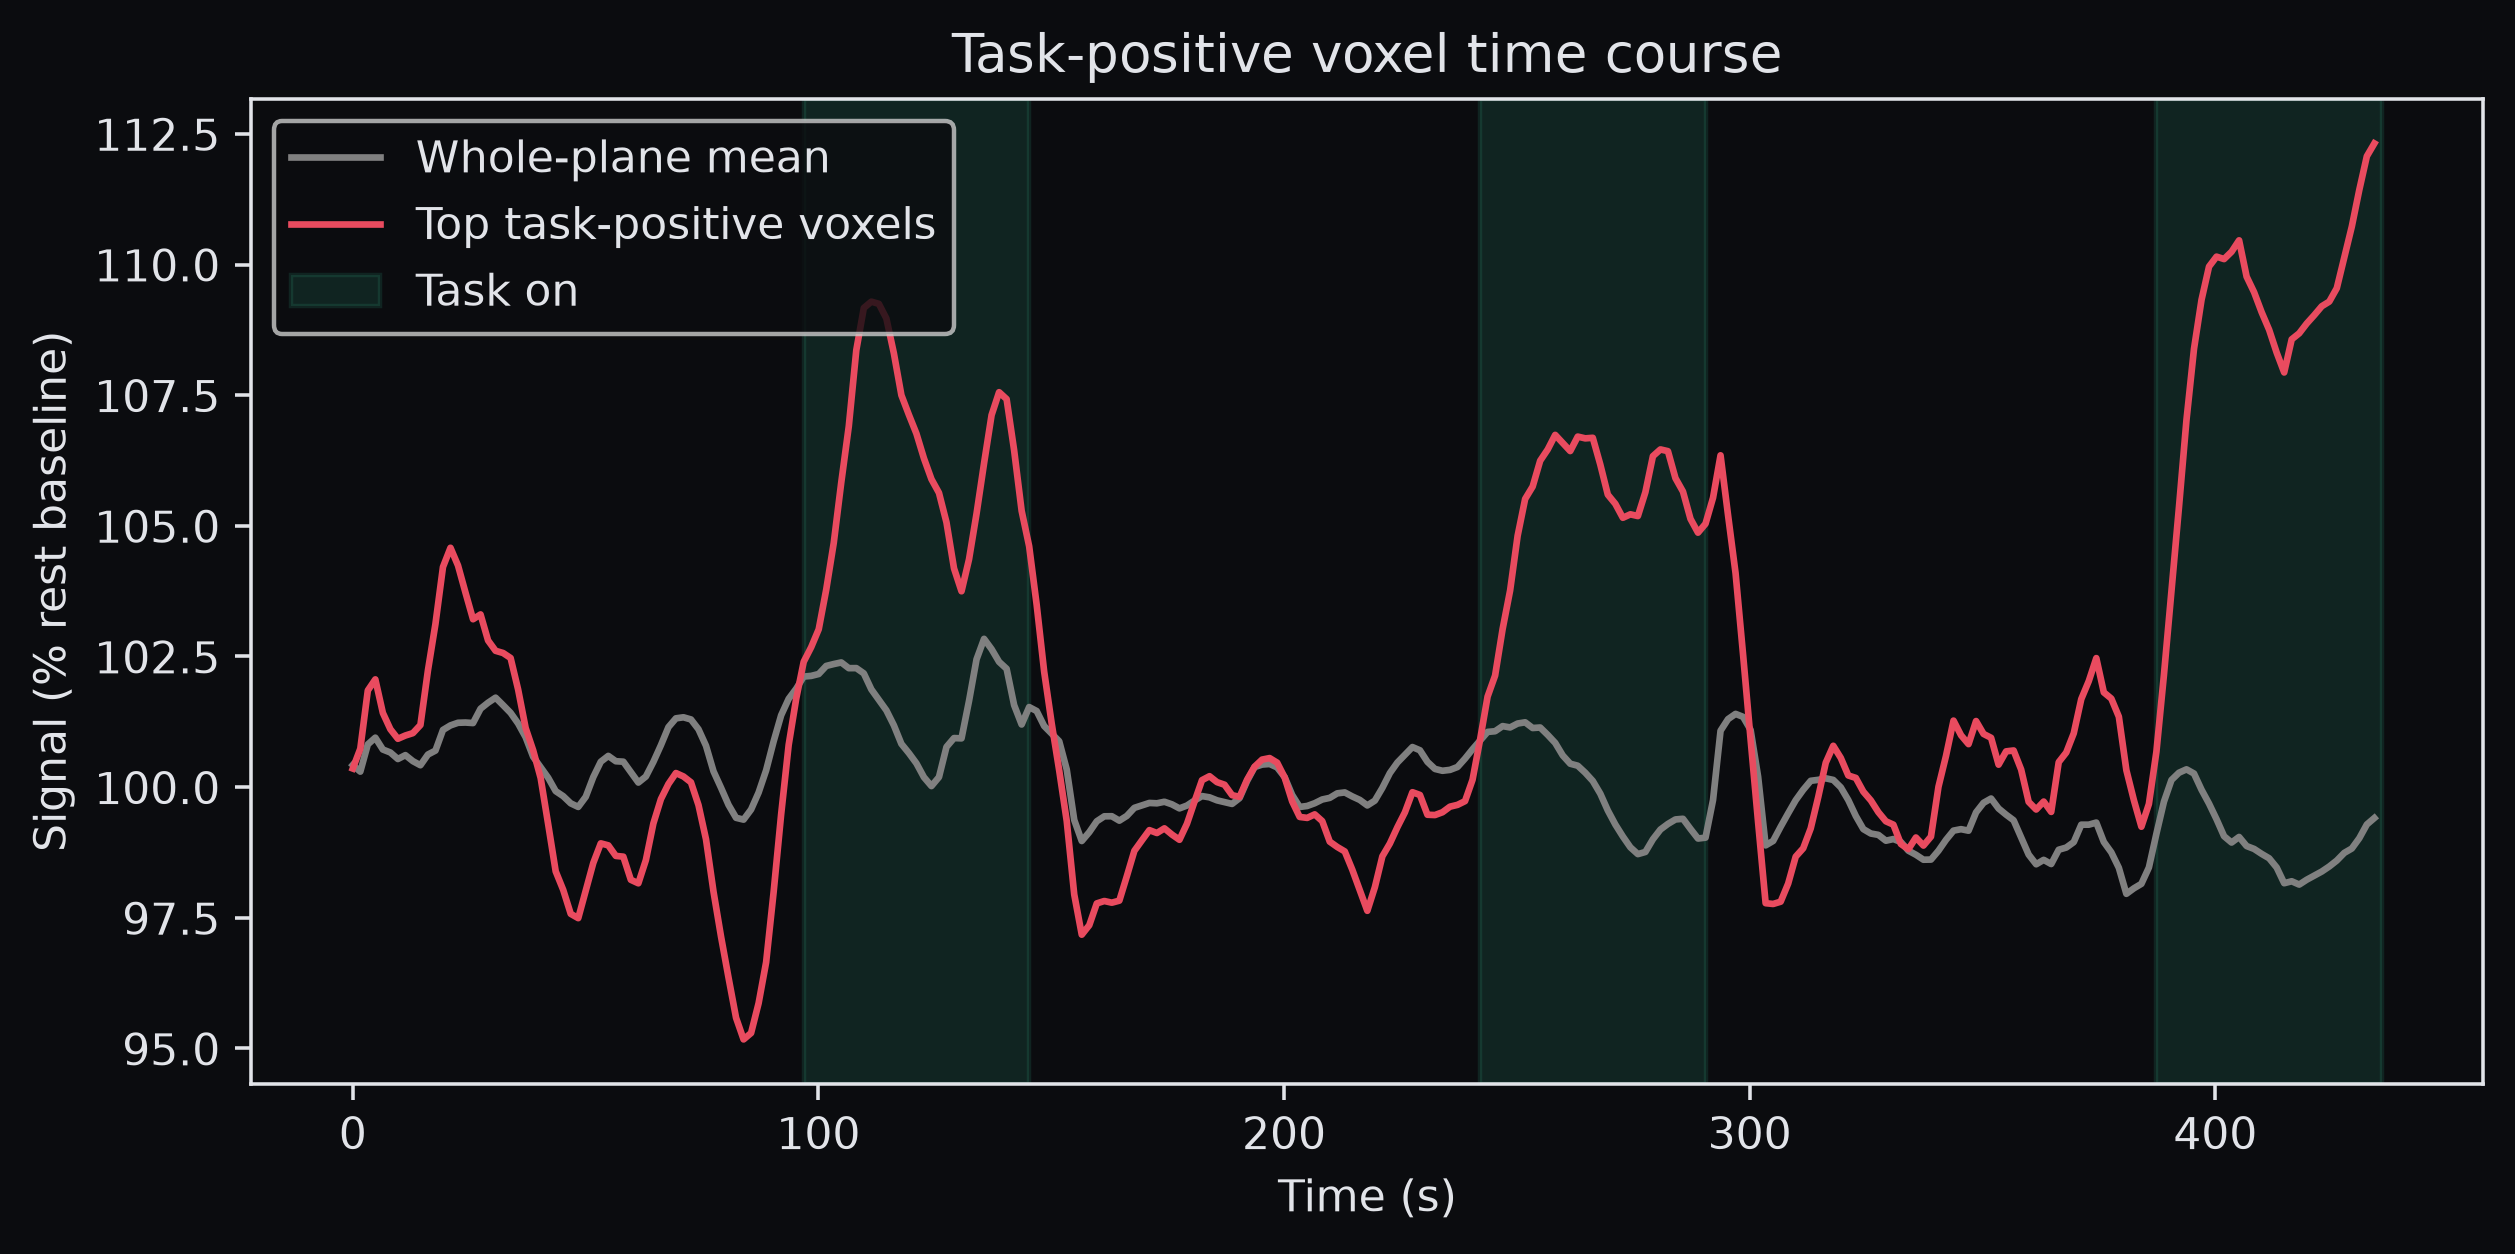 Task-positive voxel time course
Whole-plane mean
Top task-positive voxels
Task on
Signal (% rest baseline)
112.5
110.0
107.5
105.0
102.5
100.0
97.5
95.0
0 100 200 300 400
Time (s)